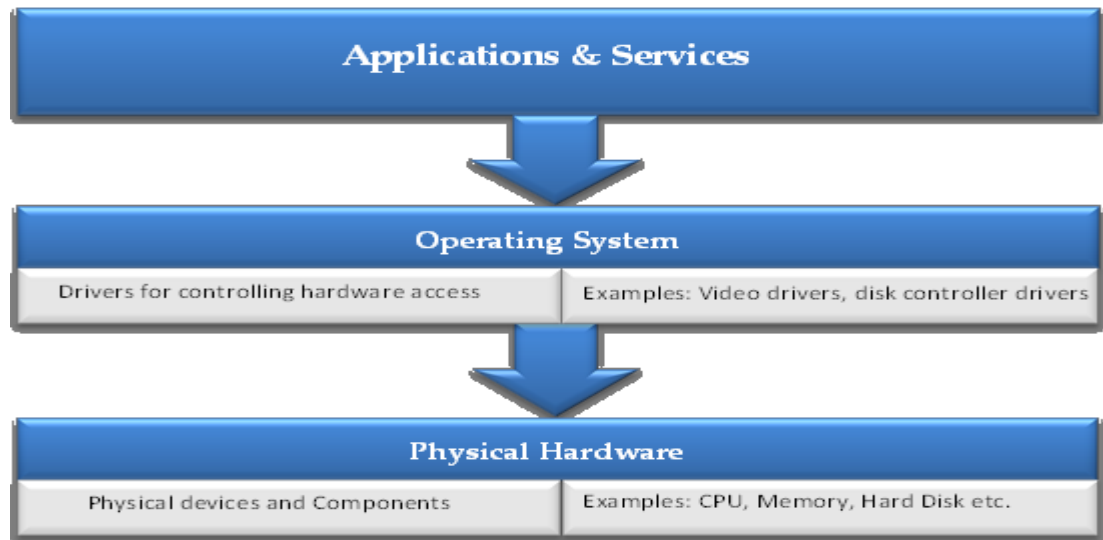 Applications & Services
Operating System
Drivers for controlling hardware access
Examples: Video drivers, disk controller drivers
Physical Hardware
Physical devices and Components
Examples: CPU, Memory, Hard Disk etc.